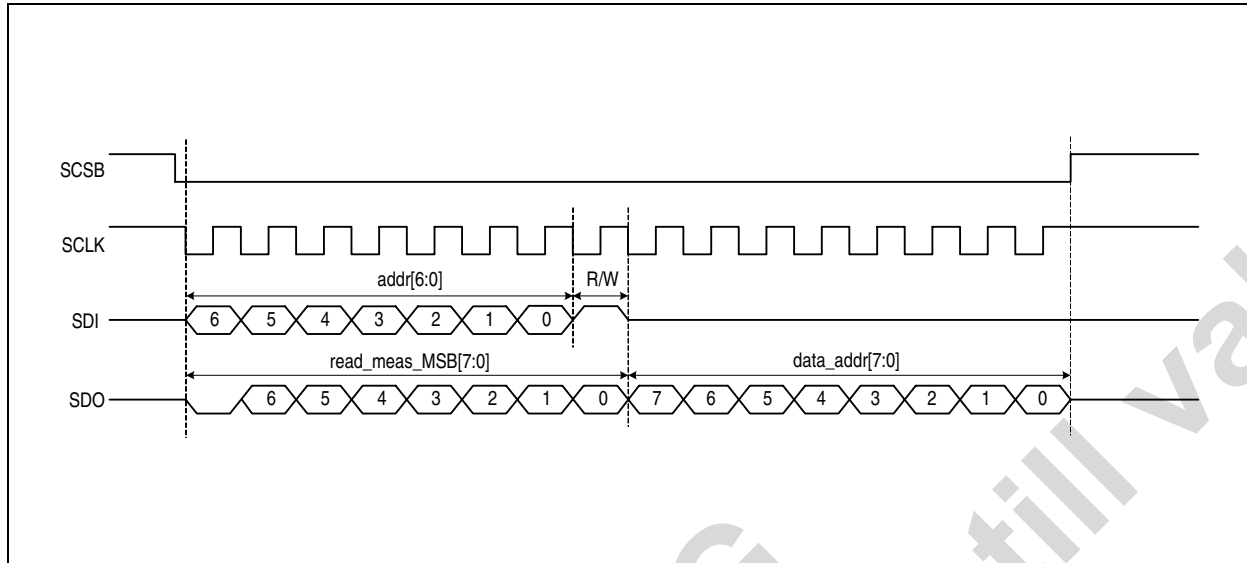 SCSB
SCLK
addr[6:0] R/W
SDI 6 5 4 3 2 1 0
read_meas_MSB[7:0] data_addr[7:0]
SDO 6 5 4 3 2 1 0 7 6 5 4 3 2 1 0
till